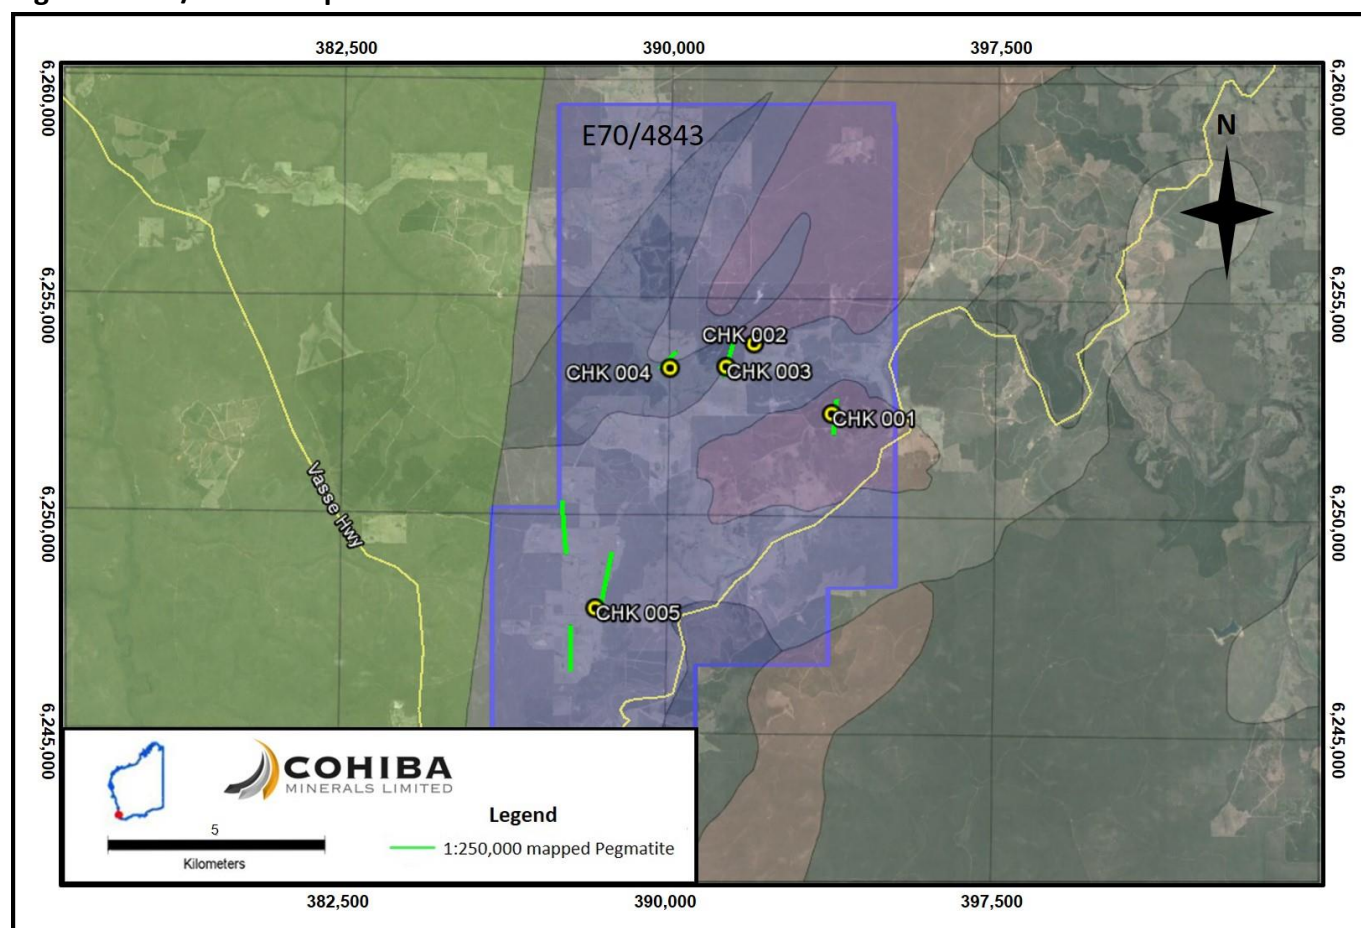 382,500
390,000
397,500
6,260,000
6,260,000
E70/4843
N
6,255,000
6,255,000
CHK 002
CHK 004
CHK 003
CHK 001
Vasse Hwy
6,250,000
6,250,000
CHK 005
6,245,000
6,245,000
COHIBA
MINERALS LIMITED
Legend
5
Kilometers
1:250,000 mapped Pegmatite
382,500
390,000
397,500